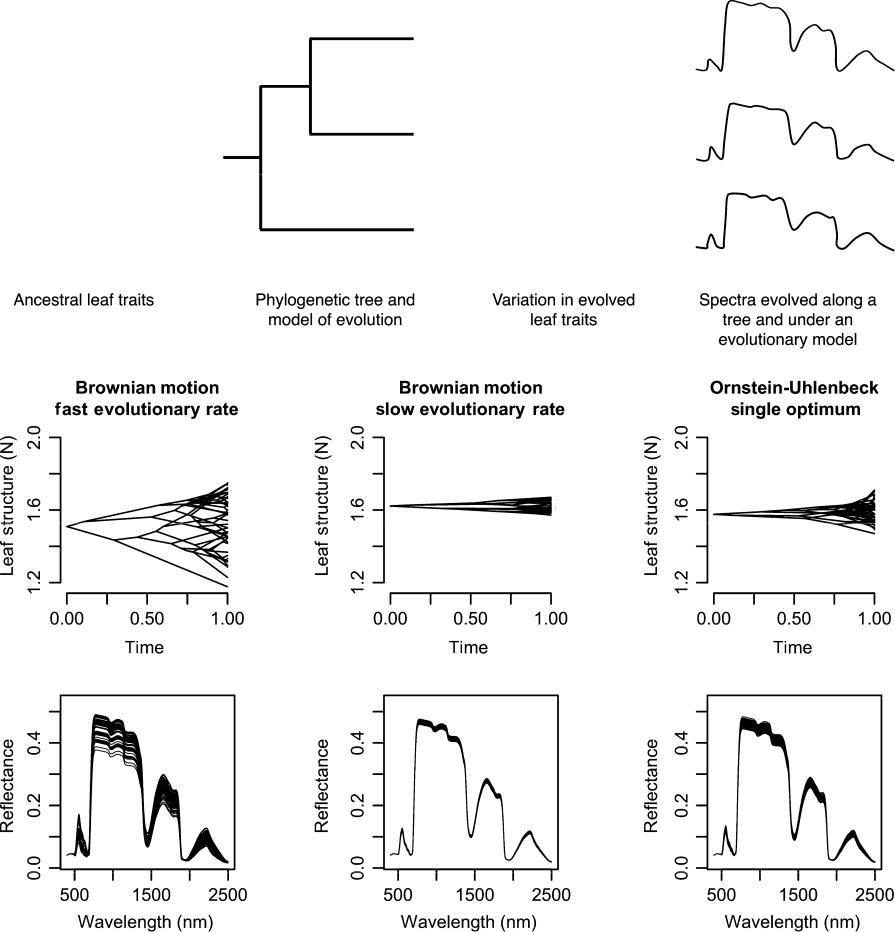 Ancestral leaf traits
Phylogenetic tree and
model of evolution
Variation in evolved
leaf traits
Spectra evolved along a
tree and under an
evolutionary model
Brownian motion
fast evolutionary rate
Leaf structure (N)
2.0
1.6
1.2
0.00 0.50 1.00
Time
Brownian motion
slow evolutionary rate
Leaf structure (N)
2.0
1.6
1.2
0.00 0.50 1.00
Time
Ornstein-Uhlenbeck
single optimum
Leaf structure (N)
2.0
1.6
1.2
0.00 0.50 1.00
Time
Reflectance
0.4
0.2
0.0
500 1500 2500
Wavelength (nm)
Reflectance
0.4
0.2
0.0
500 1500 2500
Wavelength (nm)
Reflectance
0.4
0.2
0.0
500 1500 2500
Wavelength (nm)